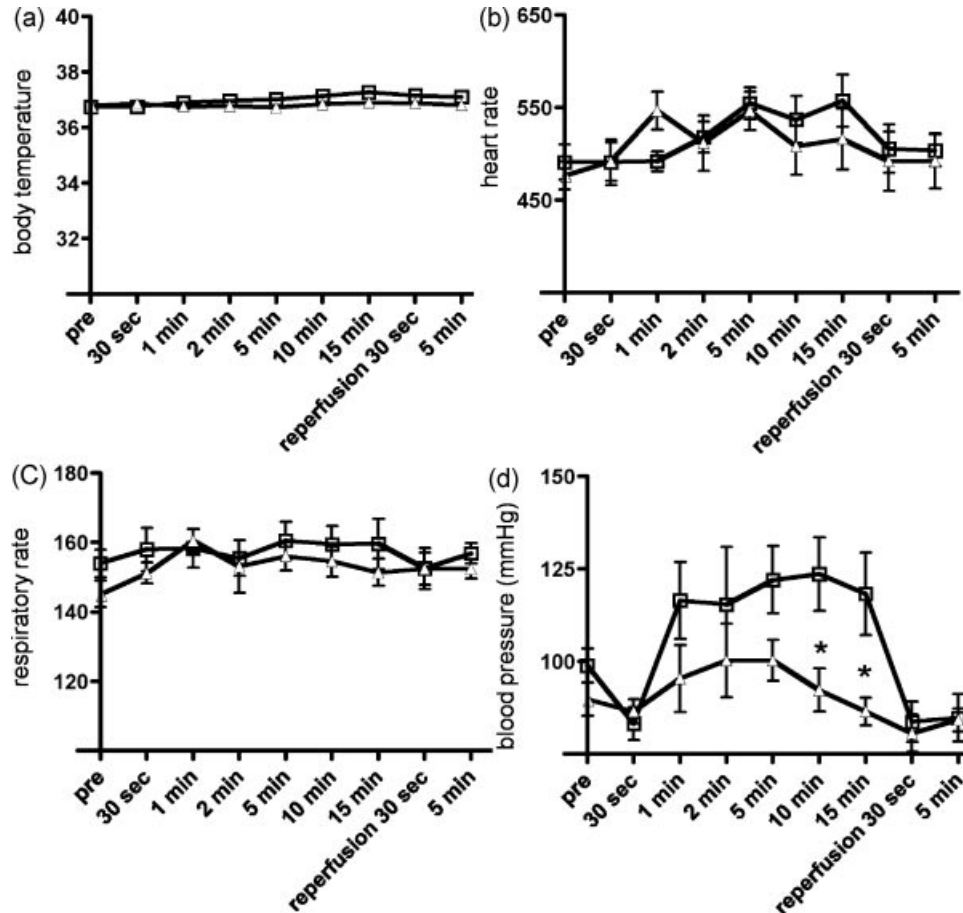 (a)
40
38
36
34
32
body temperature
pre
30 sec
1 min
2 min
5 min
10 min
15 min
reperfusion 30 sec
5 min
(b)
650
550
450
heart rate
pre
30 sec
1 min
2 min
5 min
10 min
15 min
reperfusion 30 sec
5 min
(C)
180
160
140
120
respiratory rate
pre
30 sec
1 min
2 min
5 min
10 min
15 min
reperfusion 30 sec
5 min
(d)
150
125
100
blood pressure (mmHg)
*
*
pre
30 sec
1 min
2 min
5 min
10 min
15 min
reperfusion 30 sec
5 min